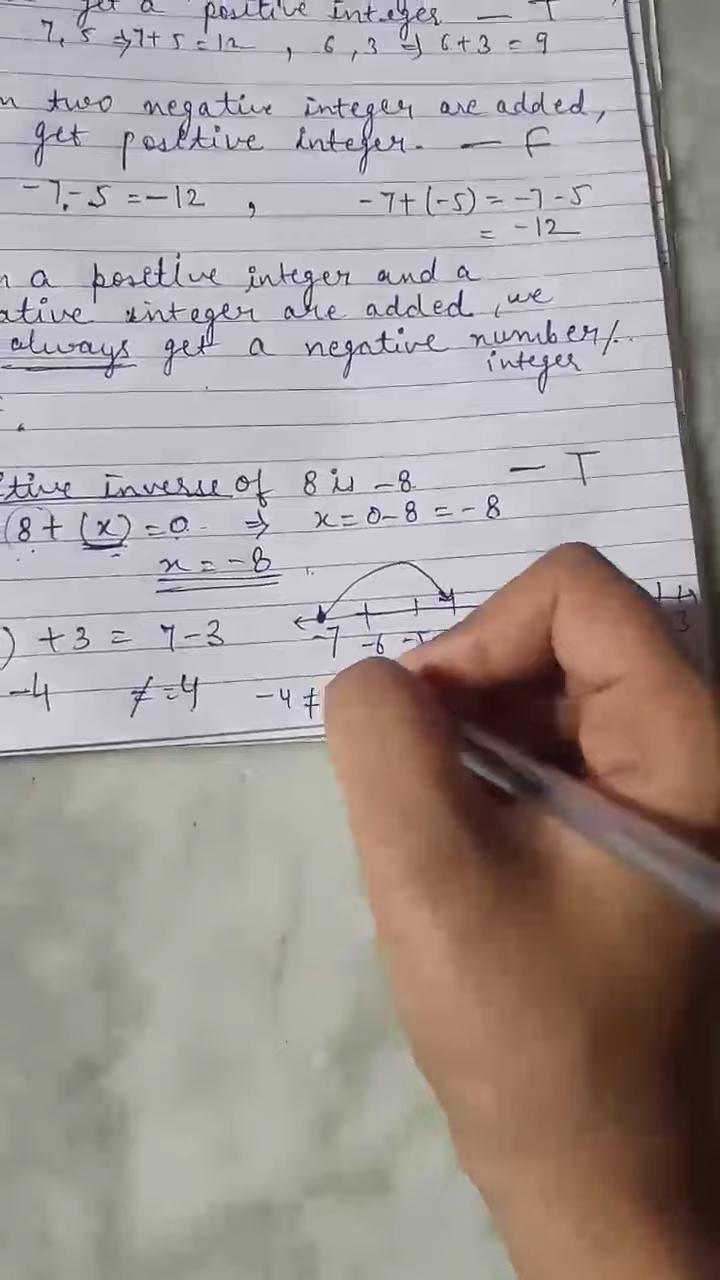 get a positive integer — T
7, 5 ⇒ 7+5 = 12 , 6, 3 ⇒ 6+3 = 9
two negative integer are added,
get positive integer. — F
-7,-5 = -12 , -7+(-5) = -7-5
= -12
a positive integer and a
ative integer are added, we
always get a negative number/.
integer
tive inverse of 8 is -8 — T
(8+(x) = 0 ⇒ x = 0-8 = -8
x = -8
) +3 = 7-3
-7 -6
3
-4 ≠ =4 -4 ≠